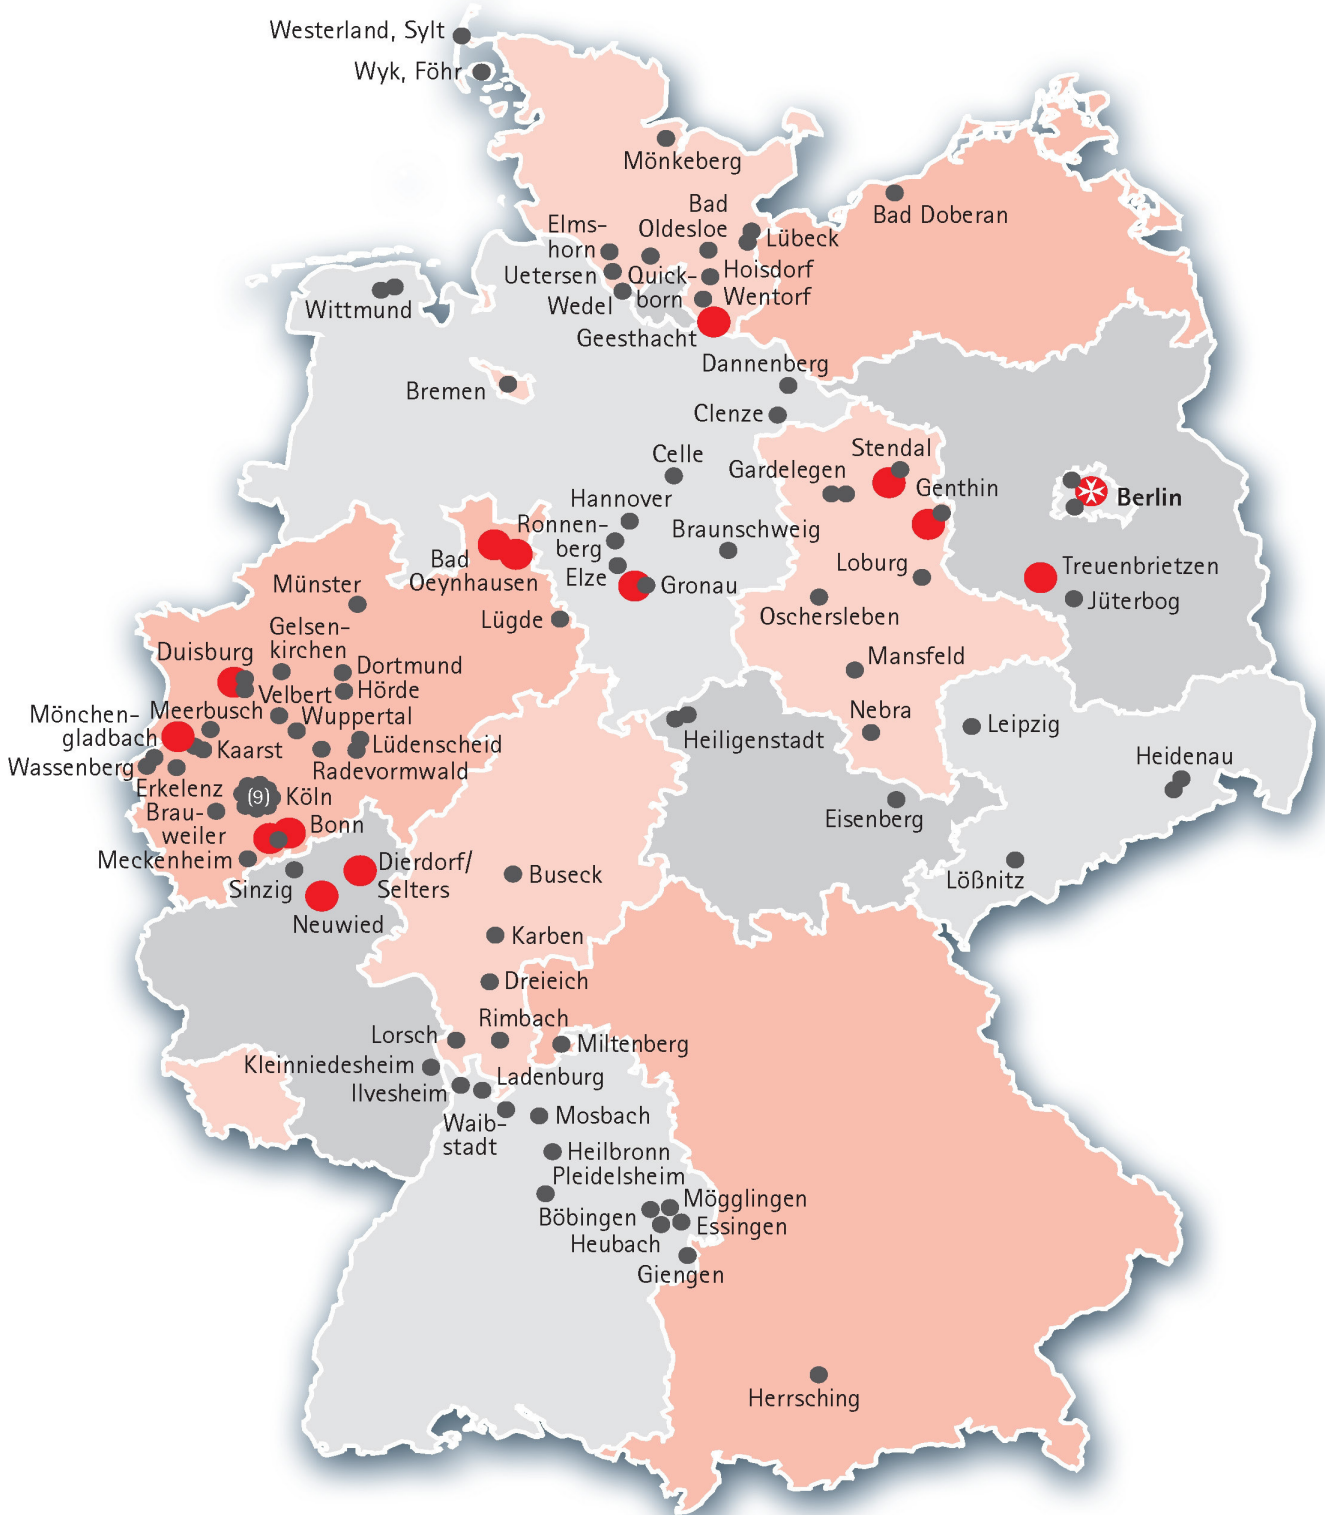 Westerland, Sylt
Wyk, Föhr
Mönkeberg
Bad
Oldesloe
Bad Doberan
Elms-
horn
Lübeck
Uetersen
Quick-
born
Hoisdorf
Wedel
Wentorf
Wittmund
Geesthacht
Dannenberg
Bremen
Clenze
Celle
Stendal
Gardelegen
Genthin
Berlin
Hannover
Ronnen-
berg
Braunschweig
Bad
Oeynhausen
Elze
Gronau
Loburg
Treuenbrietzen
Jüterbog
Münster
Lügde
Oschersleben
Gelsen-
kirchen
Duisburg
Dortmund
Mansfeld
Velbert
Hörde
Meerbusch
Wuppertal
Mönchen-
gladbach
Nebra
Leipzig
Kaarst
Lüdenscheid
Heiligenstadt
Wassenberg
Radevormwald
Heidenau
Erkelenz
(9)
Köln
Brau-
weiler
Bonn
Eisenberg
Meckenheim
Dierdorf/
Selters
Sinzig
Buseck
Lößnitz
Neuwied
Karben
Dreieich
Rimbach
Lorsch
Miltenberg
Kleinniedesheim
Ladenburg
Ilvesheim
Waib-
stadt
Mosbach
Heilbronn
Pleidelsheim
Mögglingen
Böbingen
Essingen
Heubach
Giengen
Herrsching